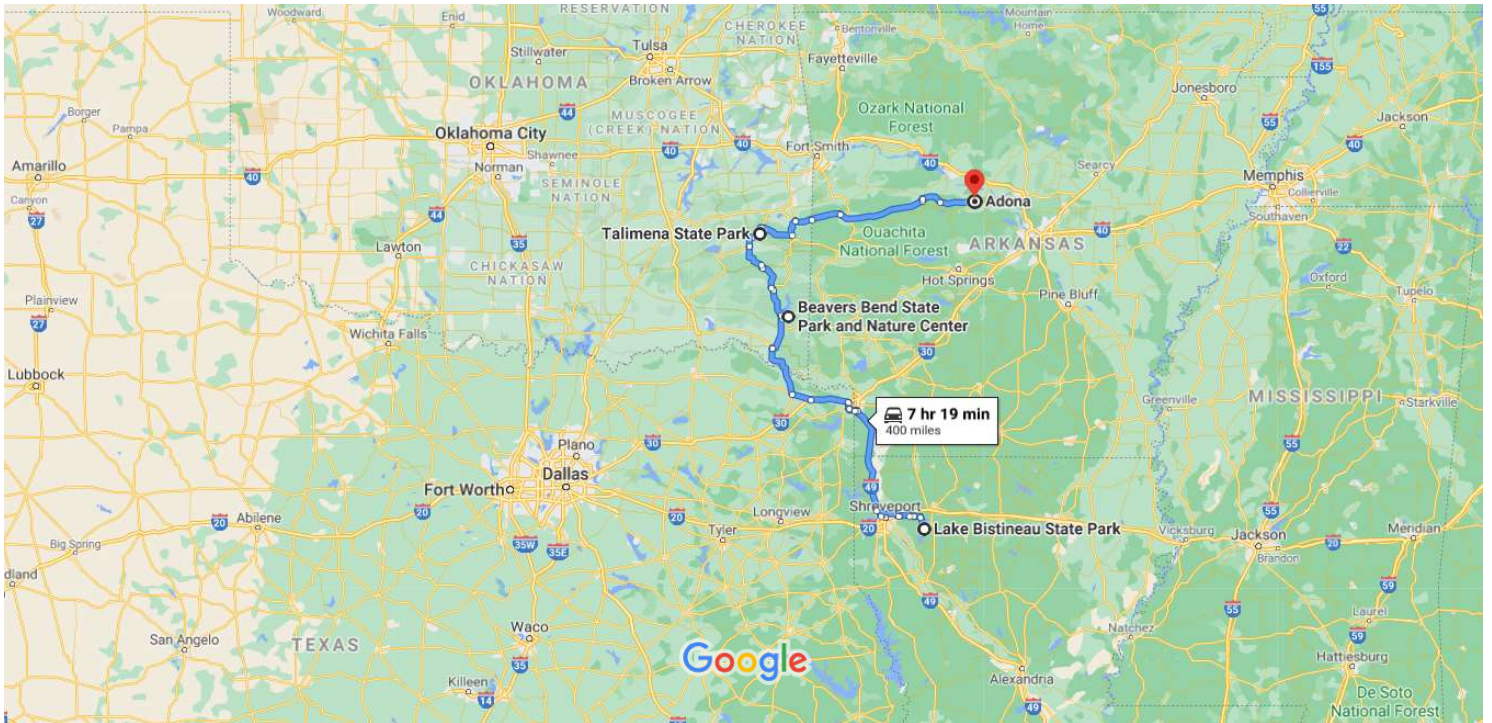 Woodward
Enid
RESERVATION
Stillwater
Tulsa
Broken Arrow
CHEROKEE
NATION
Bentonville
Fayetteville
Mountain
Home
55
155
Jonesboro
Borger
Pampa
OKLAHOMA
44
MUSCOGEE
(CREEK) NATION
Ozark National
Forest
55
Jackson
Amarillo
Canyon
27
40
Oklahoma City
Norman
Shawnee
40
40
40
Fort Smith
40
Searcy
Memphis
Collierville
Southaven
40
SEMINOLE
NATION
44
35
Lawton
CHICKASAW
NATION
Adona
Talimena State Park
Ouachita
National Forest
ARKANSAS
40
22
Hot Springs
Pine Bluff
Oxford
Tupelo
Plainview
27
Wichita Falls
Beavers Bend State
Park and Nature Center
30
Lubbock
Greenville
MISSISSIPPI
Starkville
7 hr 19 min
400 miles
30
30
55
Plano
Dallas
Fort Worth
20
Abilene
20
Big Spring
dland
35W
35E
20
Tyler
Longview
49
Shreveport
20
Lake Bistineau State Park
Vicksburg
Jackson
Brandon
20
Meridian
55
59
49
Laurel
59
Natchez
Hattiesburg
San Angelo
TEXAS
Waco
35
Killeen
14
Google
Alexandria
49
De Soto
National Forest